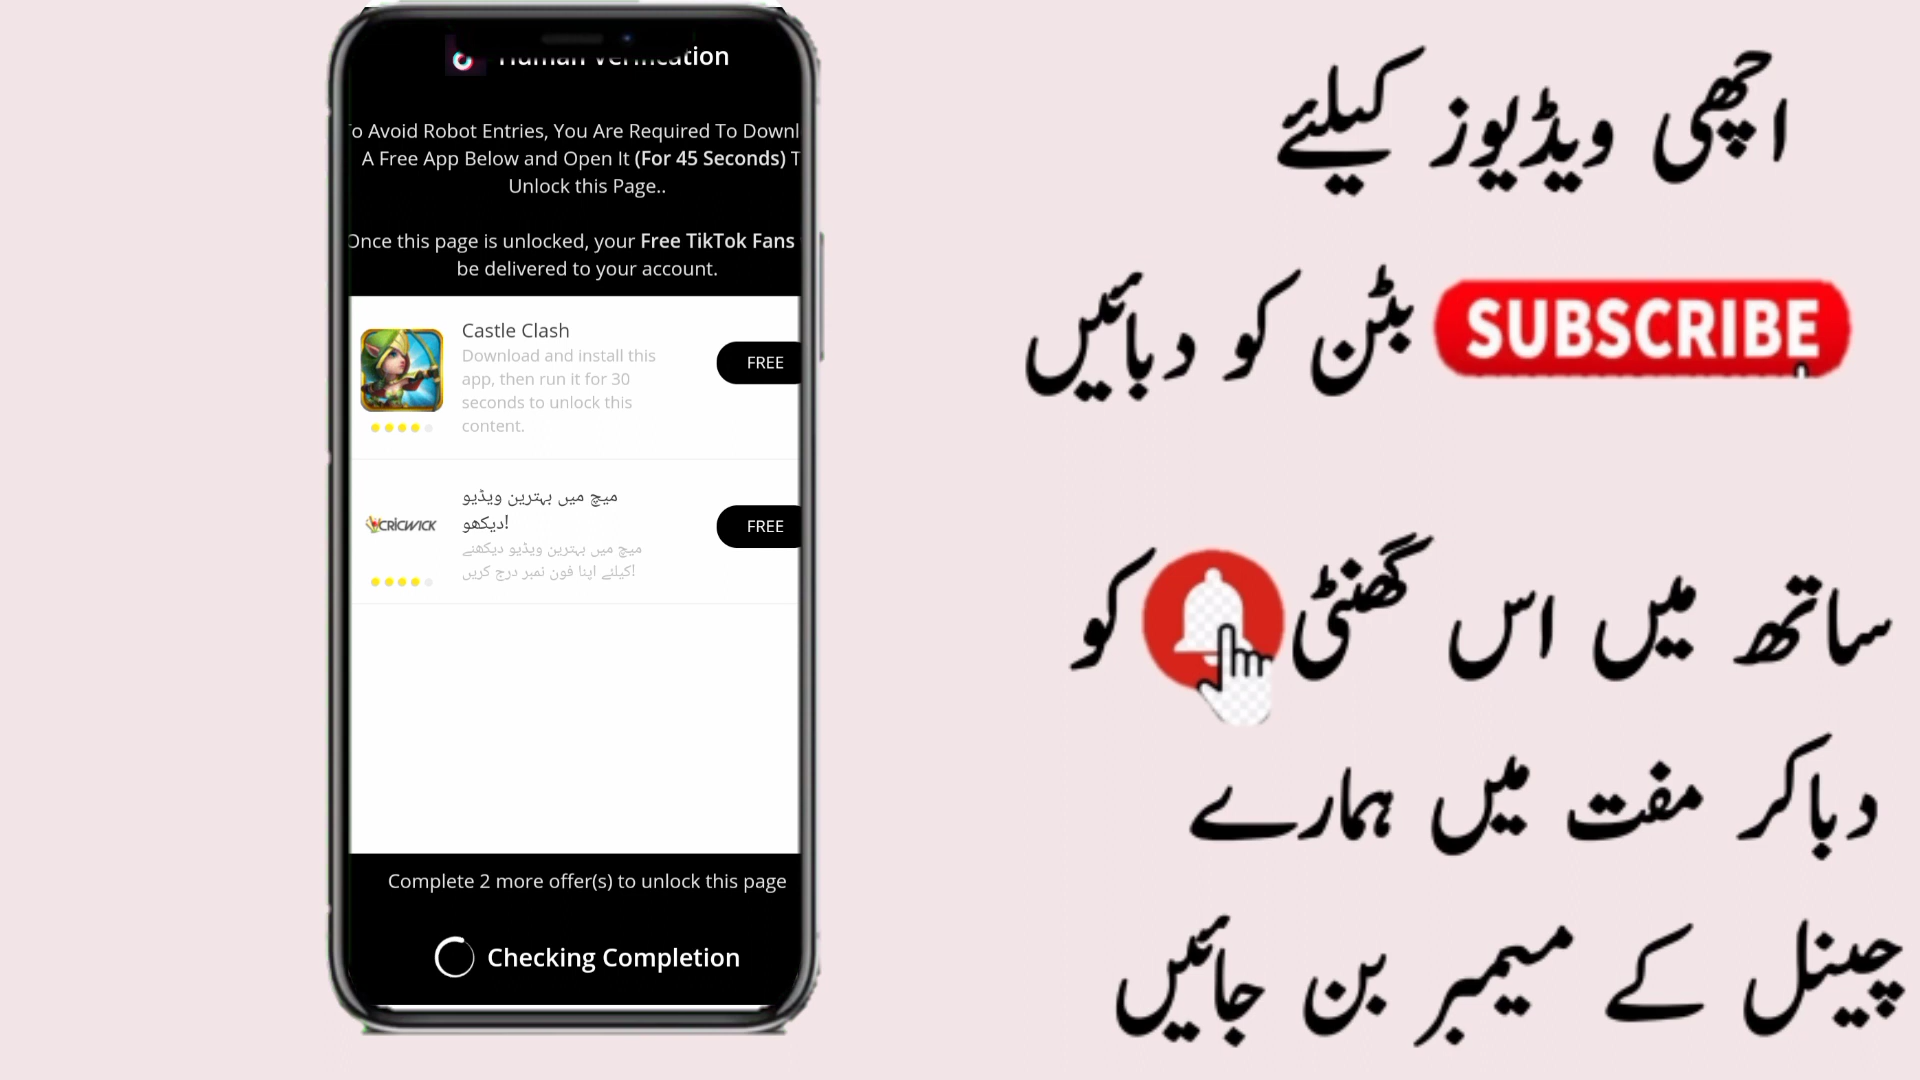 Human Verification
To Avoid Robot Entries, You Are Required To Downl
A Free App Below and Open It (For 45 Seconds) T
Unlock this Page..
Once this page is unlocked, your Free TikTok Fans
be delivered to your account.
Castle Clash
Download and install this
app, then run it for 30
seconds to unlock this
content.
FREE
CRICWICK
میچ میں بہترین ویڈیو
دیکھو!
میچ میں بہترین ویڈیو دیکھنے
کیلئے اپنا فون نمبر درج کریں!
FREE
Complete 2 more offer(s) to unlock this page
Checking Completion
اچھی ویڈیوز کیلئے
SUBSCRIBE بٹن کو دبائیں
ساتھ میں اس گھنٹی کو
دباکر مفت میں ہمارے
چینل کے میمبر بن جائیں